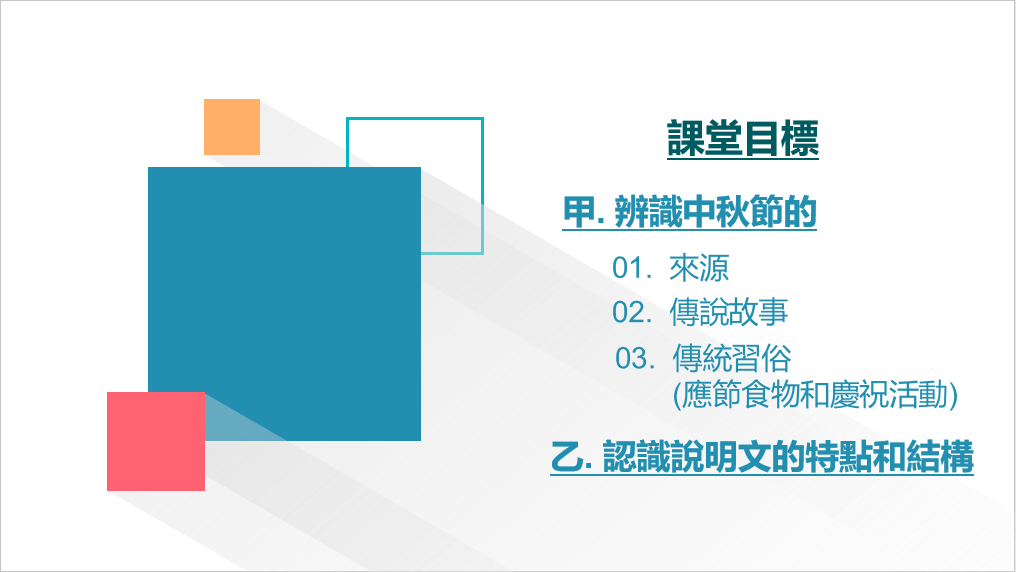 課堂目標
甲. 辨識中秋節的
01. 來源
02. 傳說故事
03. 傳統習俗
(應節食物和慶祝活動)
乙. 認識說明文的特點和結構